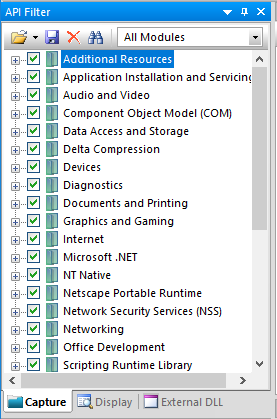 API Filter
All Modules
Additional Resources
Application Installation and Servicing
Audio and Video
Component Object Model (COM)
Data Access and Storage
Delta Compression
Devices
Diagnostics
Documents and Printing
Graphics and Gaming
Internet
Microsoft .NET
NT Native
Netscape Portable Runtime
Network Security Services (NSS)
Networking
Office Development
Scripting Runtime Library
Capture Display External DLL